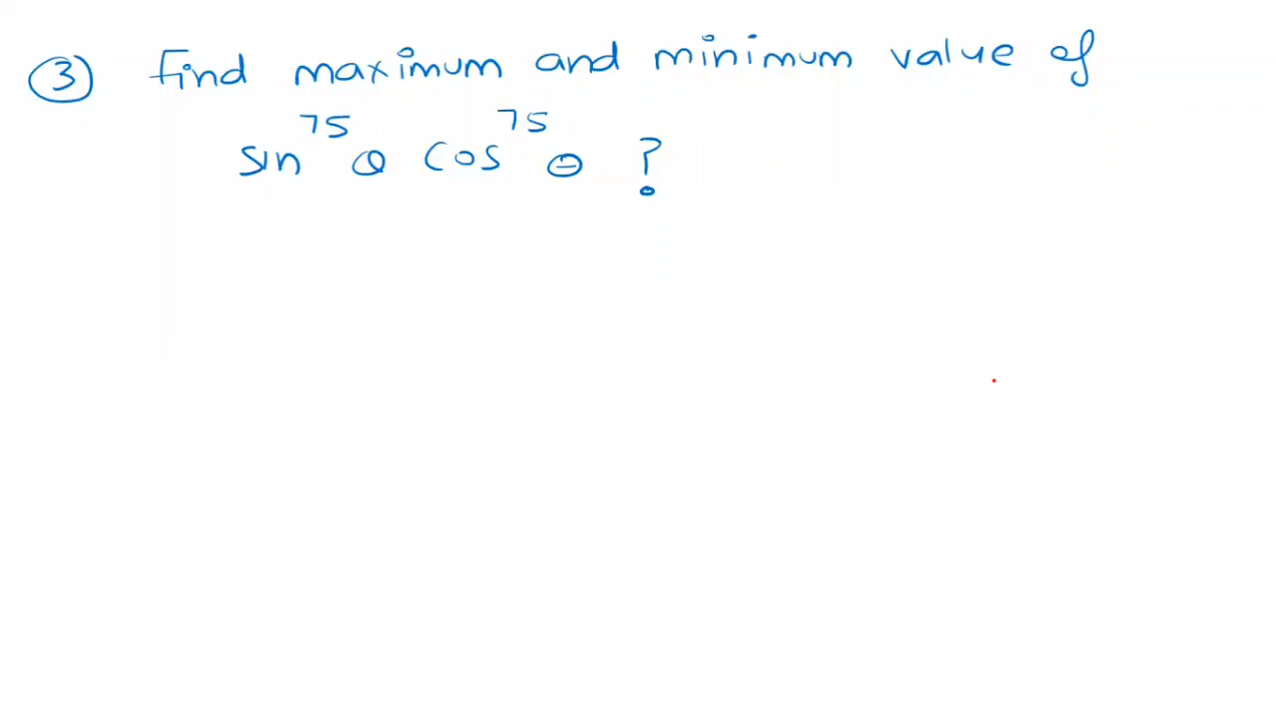 ③ Find maximum and minimum value of
sin⁷⁵ θ cos⁷⁵ θ ?